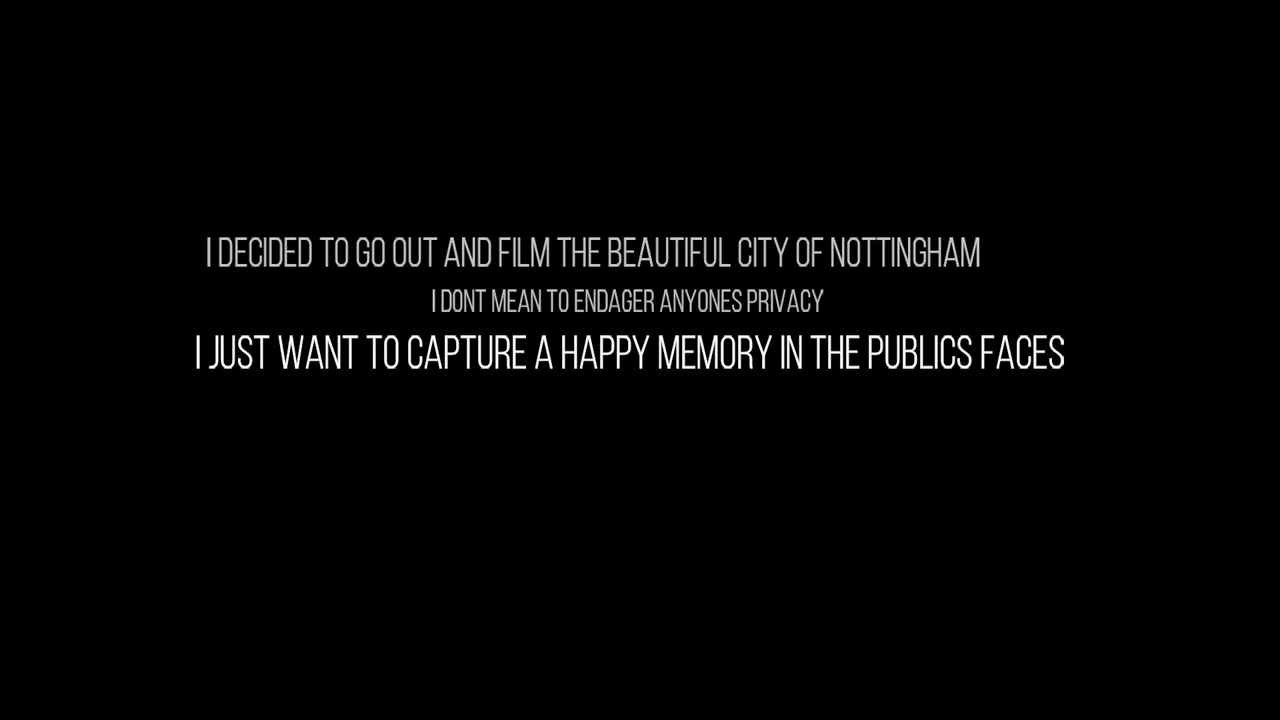 I DECIDED TO GO OUT AND FILM THE BEAUTIFUL CITY OF NOTTINGHAM
I DONT MEAN TO ENDAGER ANYONES PRIVACY
I JUST WANT TO CAPTURE A HAPPY MEMORY IN THE PUBLICS FACES